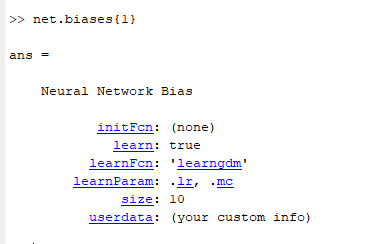 >> net.biases{1}
ans =
Neural Network Bias
initFcn: (none)
learn: true
learnFcn: 'learngdm'
learnParam: .lr, .mc
size: 10
userdata: (your custom info)